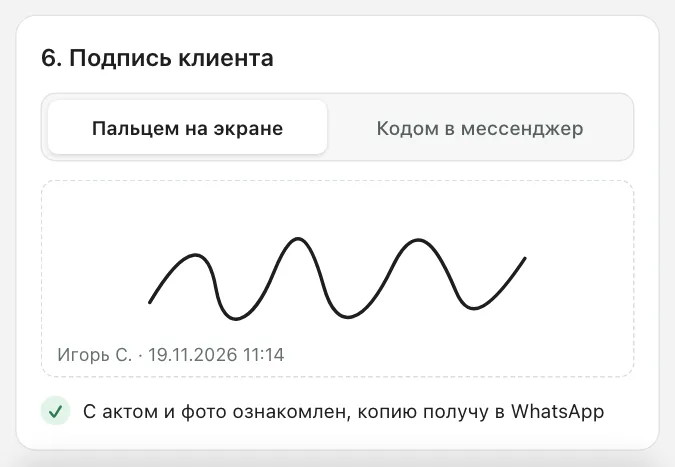 6. Подпись клиента
Пальцем на экране
Кодом в мессенджер
Игорь С. · 19.11.2026 11:14
С актом и фото ознакомлен, копию получу в WhatsApp